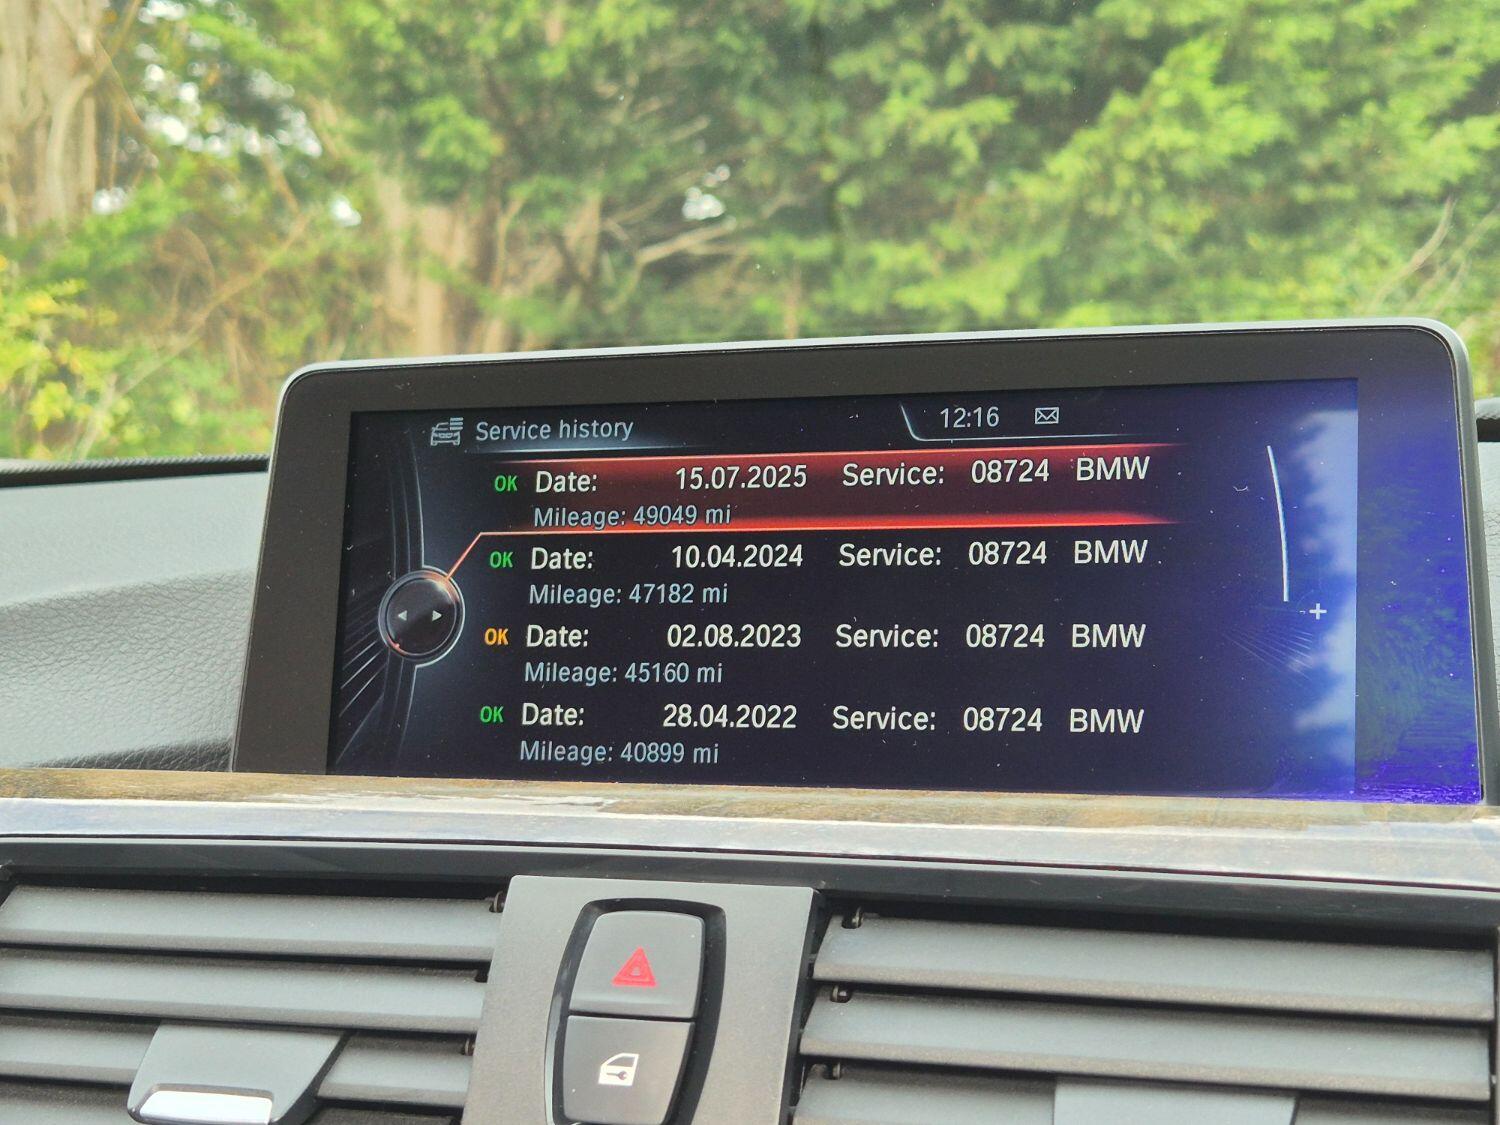 Service history 12:16
OK Date: 15.07.2025 Service: 08724 BMW
Mileage: 49049 mi
OK Date: 10.04.2024 Service: 08724 BMW
Mileage: 47182 mi
OK Date: 02.08.2023 Service: 08724 BMW
Mileage: 45160 mi
OK Date: 28.04.2022 Service: 08724 BMW
Mileage: 40899 mi